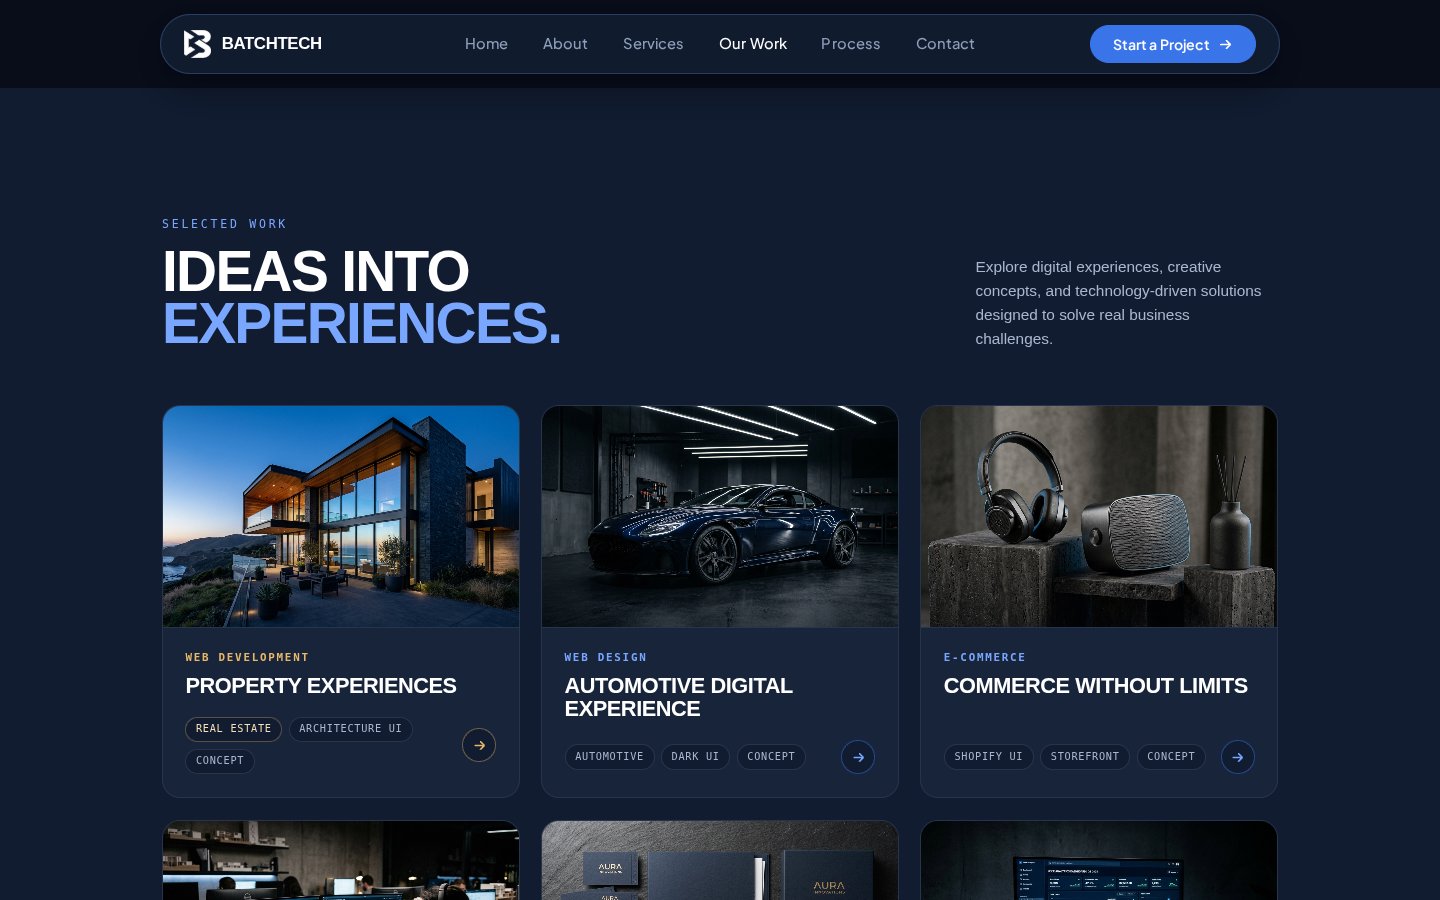 BATCHTECH
Home
About
Services
Our Work
Process
Contact
Start a Project
SELECTED WORK
IDEAS INTO
EXPERIENCES.
Explore digital experiences, creative
concepts, and technology-driven solutions
designed to solve real business
challenges.
WEB DEVELOPMENT
PROPERTY EXPERIENCES
REAL ESTATE
ARCHITECTURE UI
CONCEPT
WEB DESIGN
AUTOMOTIVE DIGITAL
EXPERIENCE
AUTOMOTIVE
DARK UI
CONCEPT
E-COMMERCE
COMMERCE WITHOUT LIMITS
SHOPIFY UI
STOREFRONT
CONCEPT
AURA
AURA
AURA